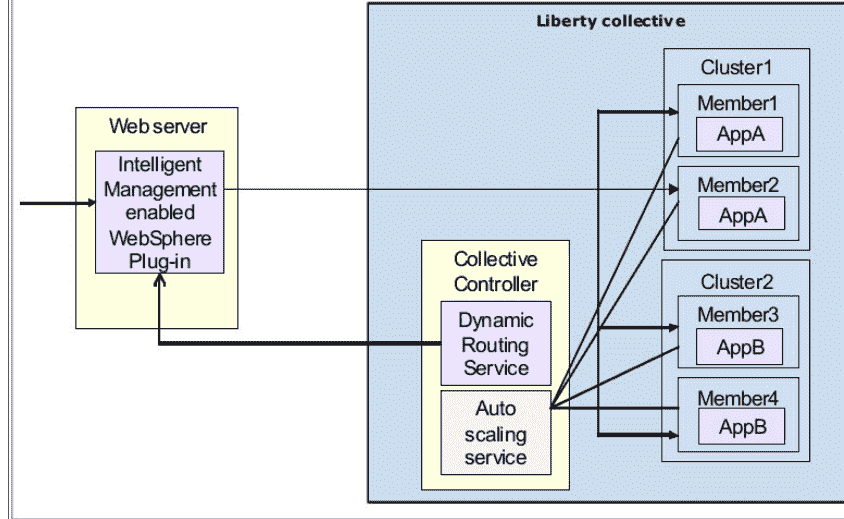 Liberty collective
Web server
Intelligent
Management
enabled
WebSphere
Plug-in
Collective
Controller
Dynamic
Routing
Service
Auto
scaling
service
Cluster1
Member1
AppA
Member2
AppA
Cluster2
Member3
AppB
Member4
AppB